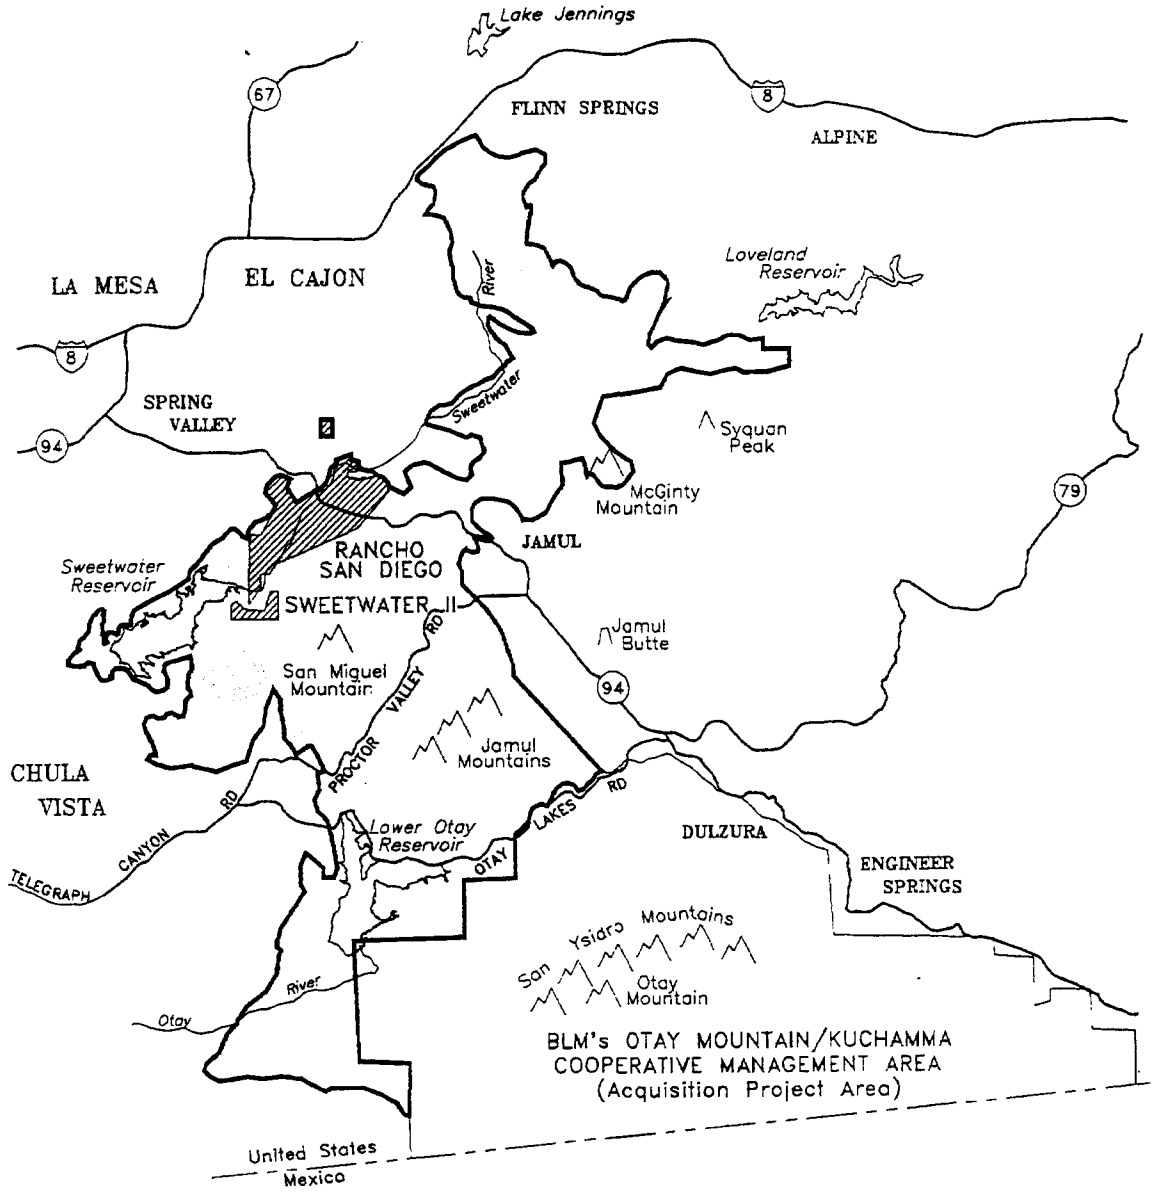 Lake Jennings
67
8
FLINN SPRINGS
ALPINE
Loveland
Reservoir
LA MESA
EL CAJON
River
8
SPRING
VALLEY
94
Sweetwater
Syquan
Peak
McGinty
Mountain
79
JAMUL
RANCHO
SAN DIEGO
Sweetwater
Reservoir
SWEETWATER II
Jamul
Butte
San Miguel
Mountain
94
PROCTOR VALLEY RD
Jamul
Mountains
CHULA
VISTA
TELEGRAPH CANYON RD
OTAY LAKES RD
Lower Otay
Reservoir
DULZURA
ENGINEER
SPRINGS
San Ysidro Mountains
Otay
Mountain
Otay River
BLM's OTAY MOUNTAIN/KUCHAMMA
COOPERATIVE MANAGEMENT AREA
(Acquisition Project Area)
United States
Mexico